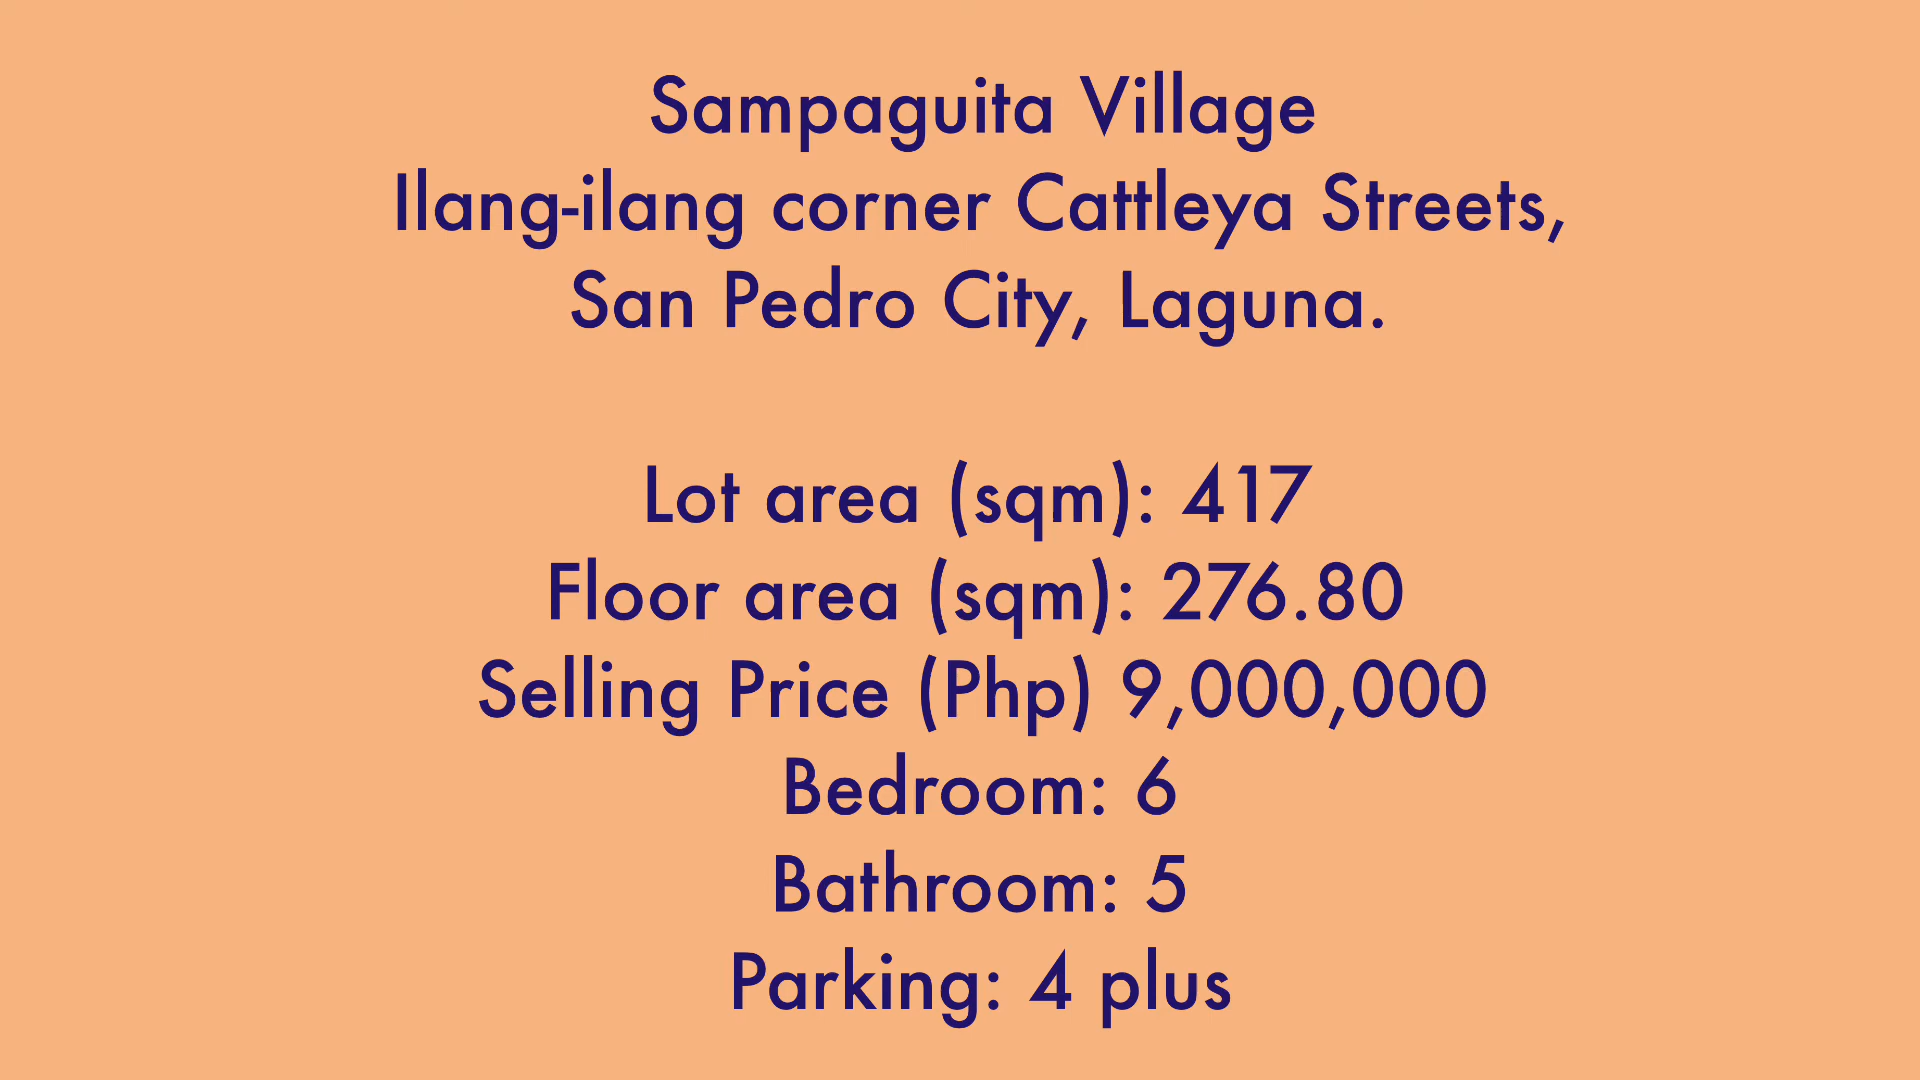 Sampaguita Village
Ilang-ilang corner Cattleya Streets,
San Pedro City, Laguna.
Lot area (sqm): 417
Floor area (sqm): 276.80
Selling Price (Php) 9,000,000
Bedroom: 6
Bathroom: 5
Parking: 4 plus